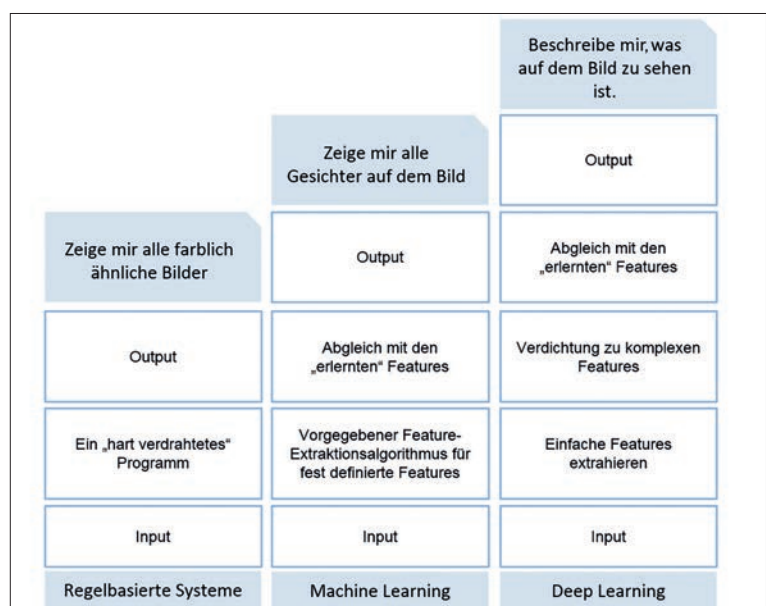 Beschreibe mir, was
auf dem Bild zu sehen
ist.
Zeige mir alle
Gesichter auf dem Bild
Output
Zeige mir alle farblich
ähnliche Bilder
Output
Abgleich mit den
„erlernten“ Features
Output
Abgleich mit den
„erlernten“ Features
Verdichtung zu komplexen
Features
Ein „hart verdrahtetes“
Programm
Vorgegebener Feature-
Extraktionsalgorithmus für
fest definierte Features
Einfache Features
extrahieren
Input
Input
Input
Regelbasierte Systeme
Machine Learning
Deep Learning